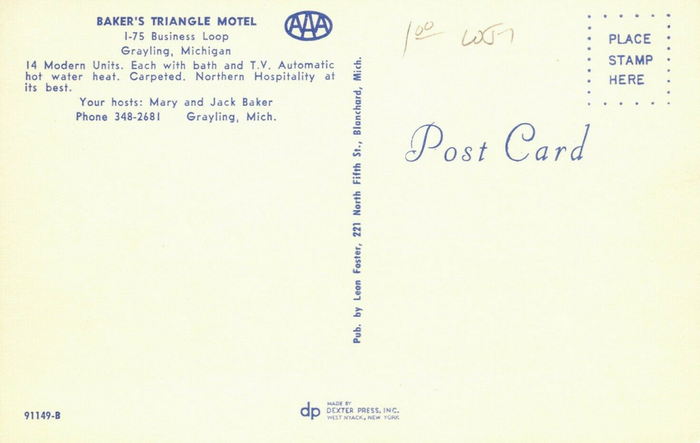 BAKER'S TRIANGLE MOTEL
I-75 Business Loop
Grayling, Michigan
14 Modern Units. Each with bath and T.V. Automatic
hot water heat. Carpeted. Northern Hospitality at
its best.
Your hosts: Mary and Jack Baker
Phone 348-2681 Grayling, Mich.
AAA
1 00
PLACE
STAMP
HERE
Post Card
Pub. by Leon Foster, 221 North Fifth St., Blanchard, Mich.
91149-B
dp
MADE BY
DEXTER PRESS, INC.
WEST NYACK, NEW YORK